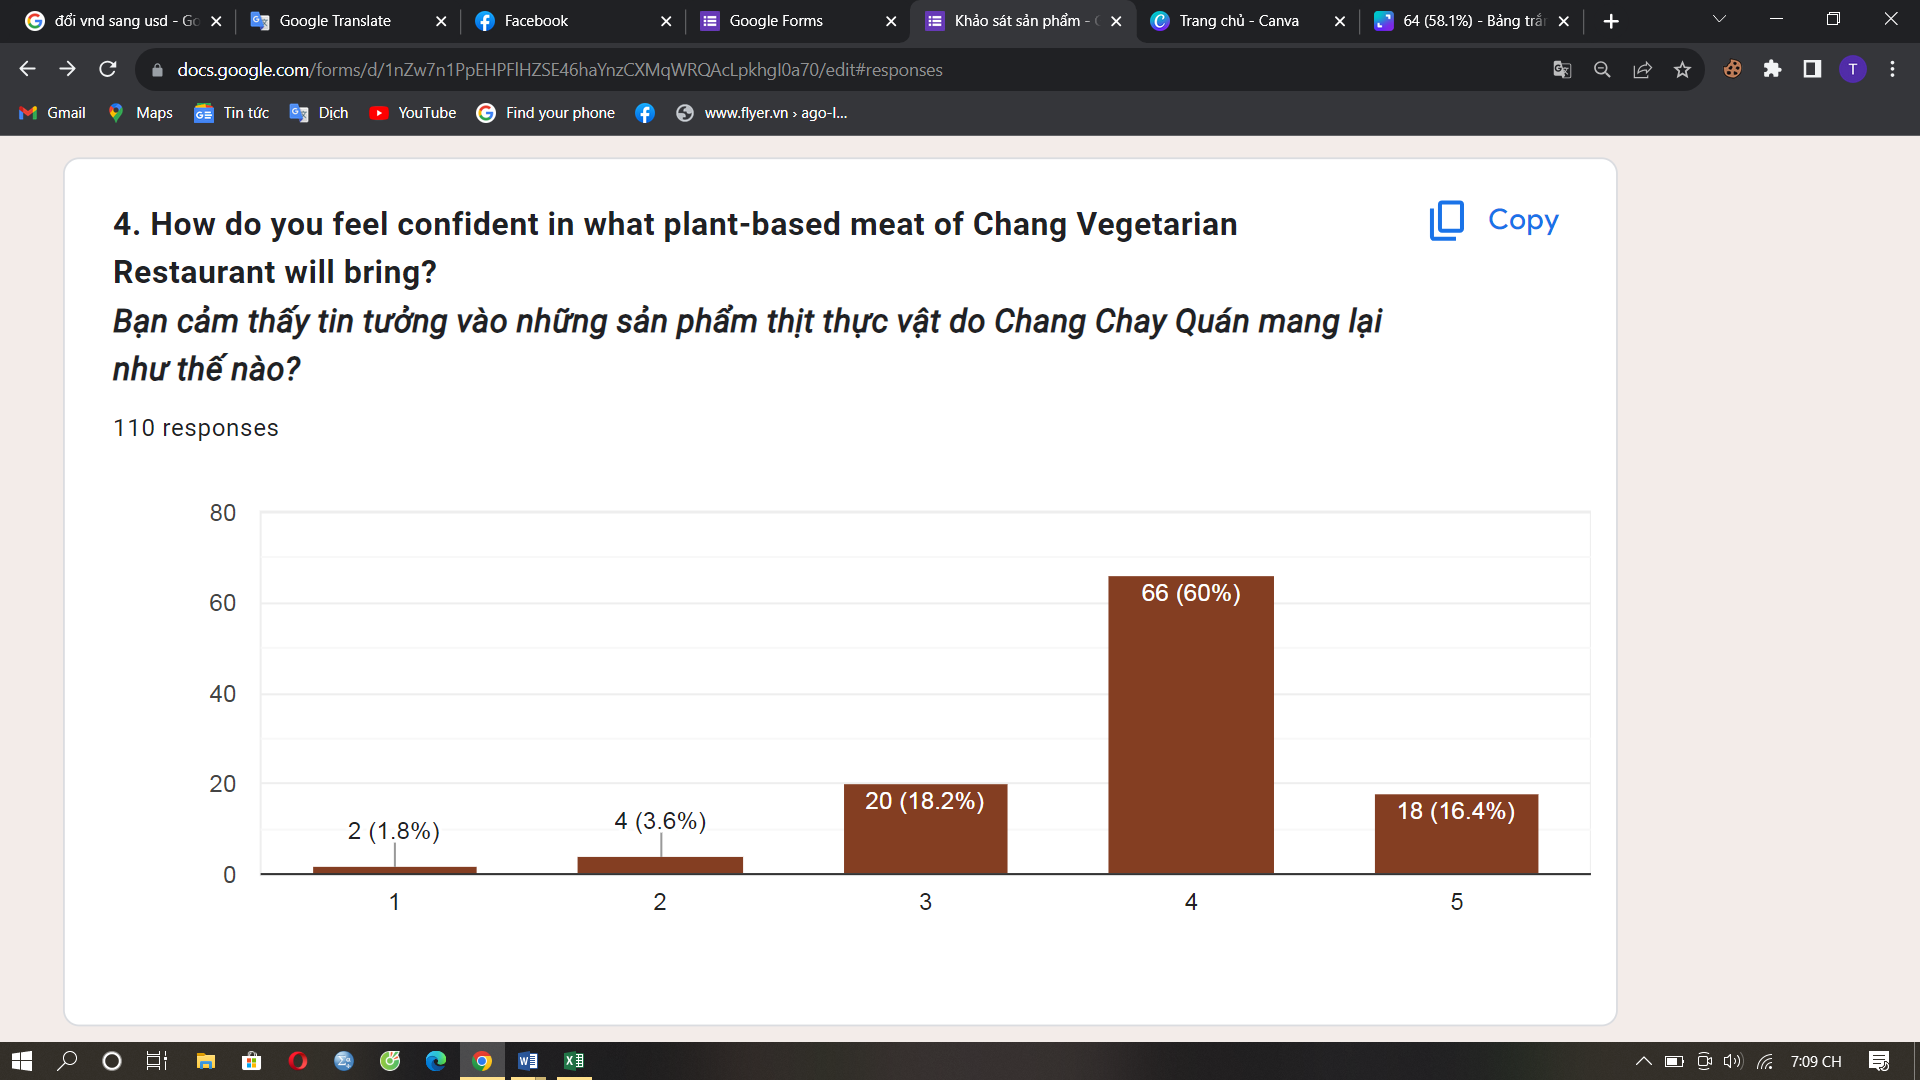 đổi vnd sang usd - Go
Google Translate
Facebook
Google Forms
Khảo sát sản phẩm - G
Trang chủ - Canva
64 (58.1%) - Bảng trắn
docs.google.com/forms/d/1nZw7n1PpEHPFlHZSE46haYnzCXMqWRQAcLpkhgI0a70/edit#responses
T
Gmail
Maps
Tin tức
Dịch
YouTube
Find your phone
www.flyer.vn › ago-l...
4. How do you feel confident in what plant-based meat of Chang Vegetarian
Restaurant will bring?
Copy
Bạn cảm thấy tin tưởng vào những sản phẩm thịt thực vật do Chang Chay Quán mang lại
như thế nào?
110 responses
80
60
40
20
0
2 (1.8%)
4 (3.6%)
20 (18.2%)
66 (60%)
18 (16.4%)
1
2
3
4
5
7:09 CH